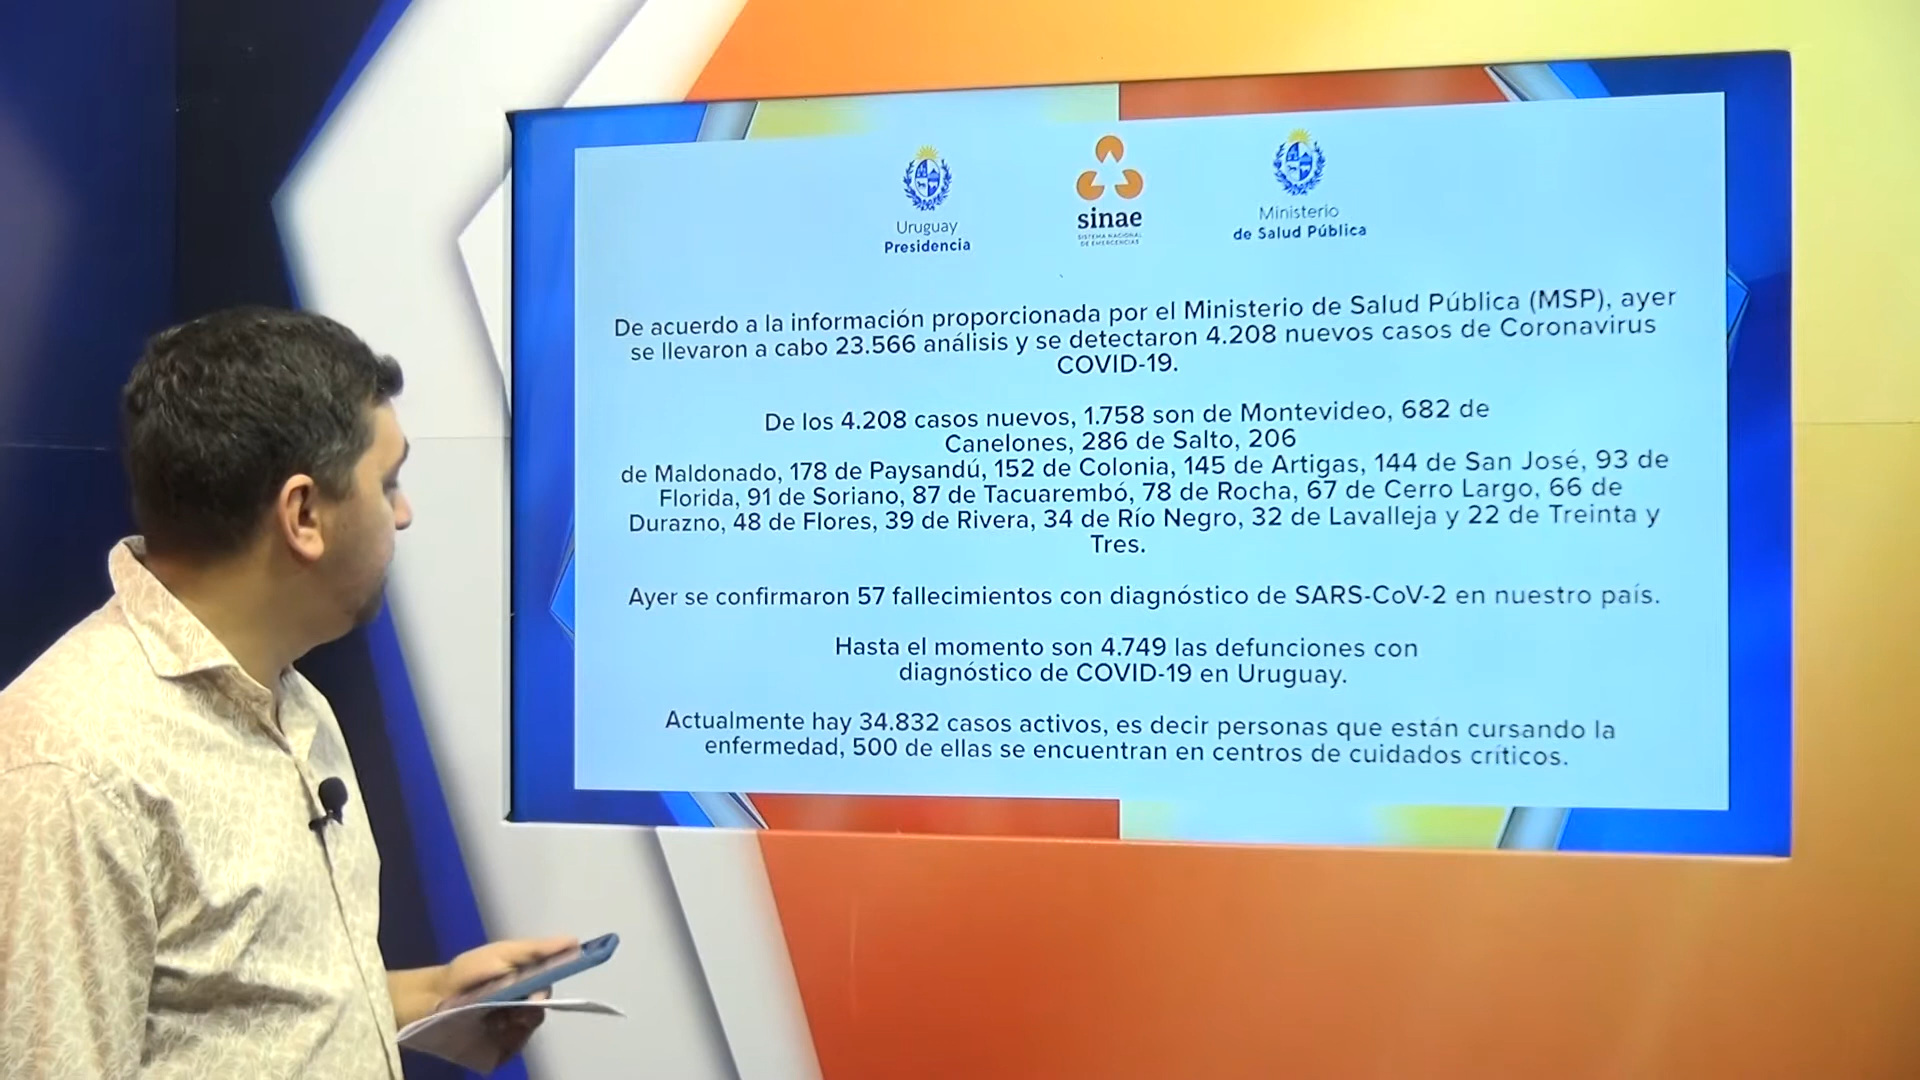 Uruguay
Presidencia
sinae
SISTEMA NACIONAL
DE EMERGENCIAS
Ministerio
de Salud Pública
De acuerdo a la información proporcionada por el Ministerio de Salud Pública (MSP), ayer
se llevaron a cabo 23.566 análisis y se detectaron 4.208 nuevos casos de Coronavirus
COVID-19.
De los 4.208 casos nuevos, 1.758 son de Montevideo, 682 de
Canelones, 286 de Salto, 206
de Maldonado, 178 de Paysandú, 152 de Colonia, 145 de Artigas, 144 de San José, 93 de
Florida, 91 de Soriano, 87 de Tacuarembó, 78 de Rocha, 67 de Cerro Largo, 66 de
Durazno, 48 de Flores, 39 de Rivera, 34 de Río Negro, 32 de Lavalleja y 22 de Treinta y
Tres.
Ayer se confirmaron 57 fallecimientos con diagnóstico de SARS-CoV-2 en nuestro país.
Hasta el momento son 4.749 las defunciones con
diagnóstico de COVID-19 en Uruguay.
Actualmente hay 34.832 casos activos, es decir personas que están cursando la
enfermedad, 500 de ellas se encuentran en centros de cuidados críticos.